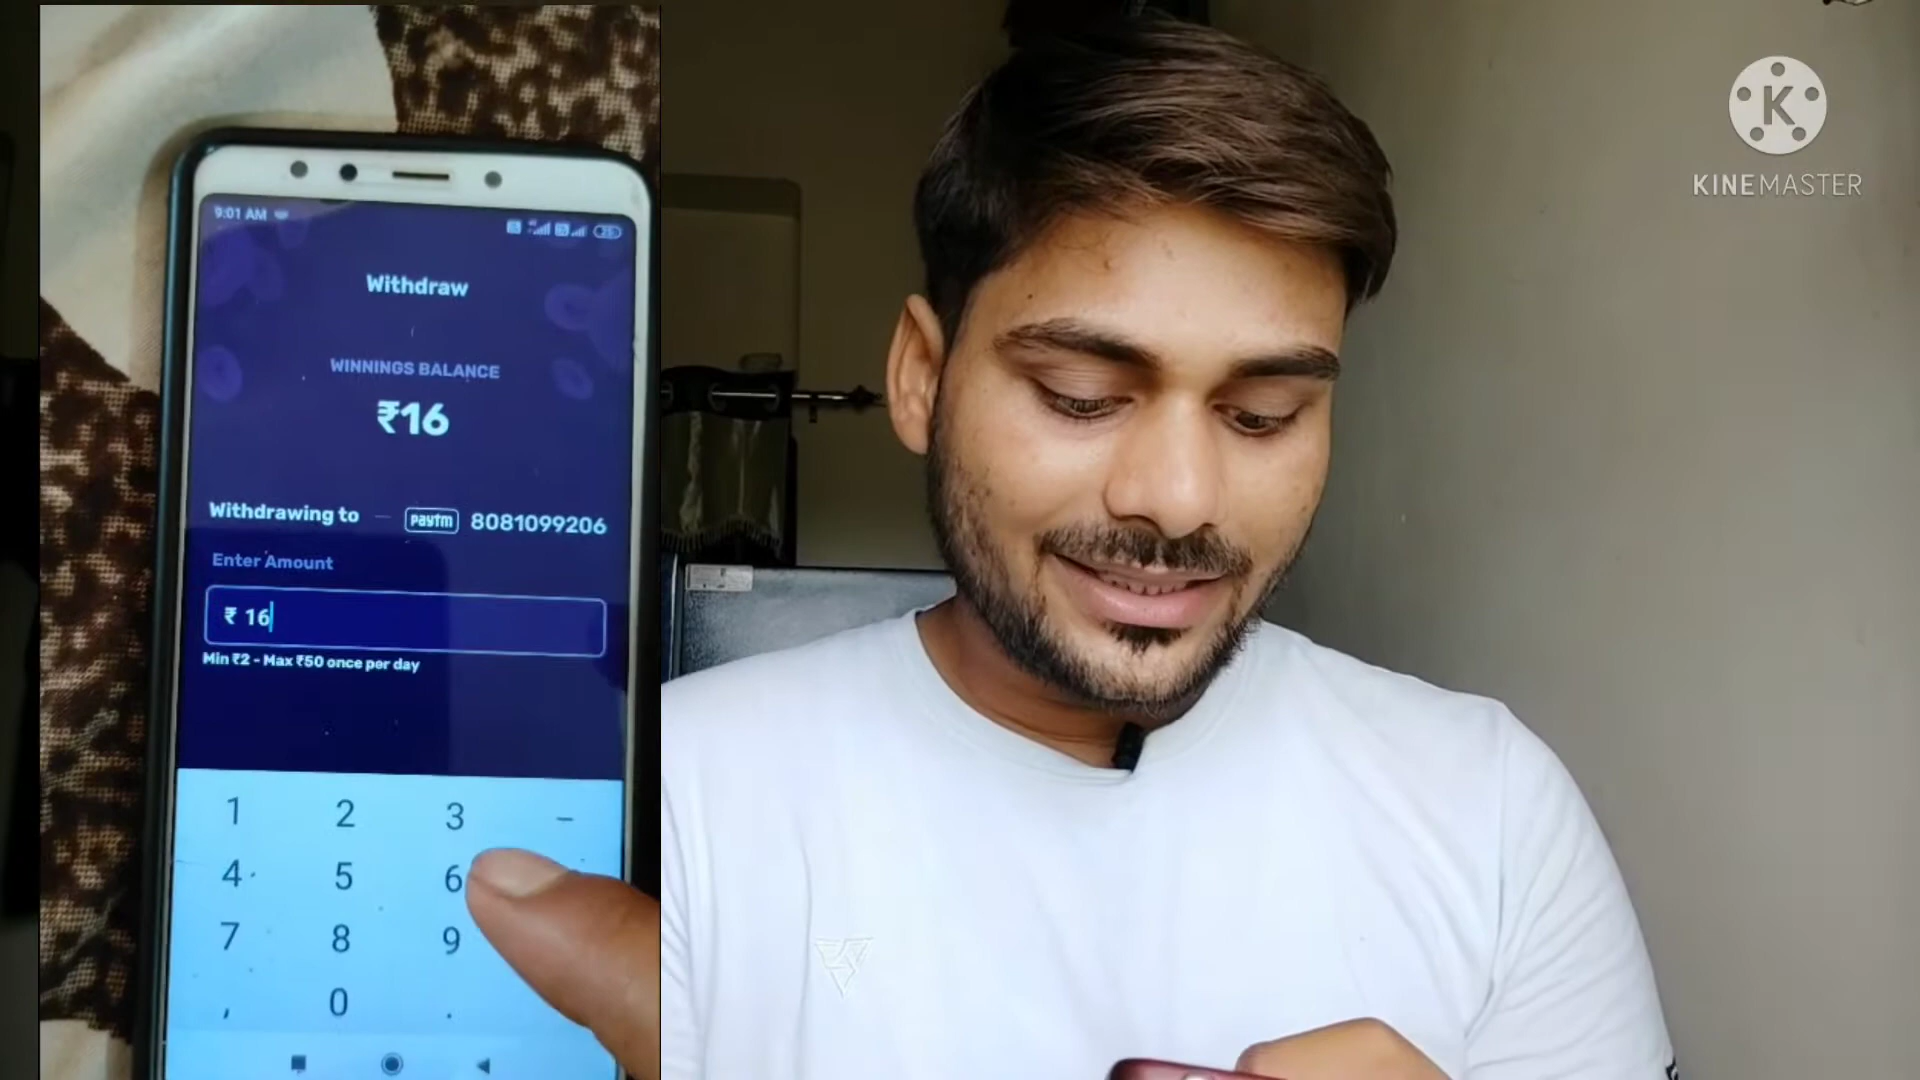 9:01 AM
Withdraw
WINNINGS BALANCE
₹16
Withdrawing to — Paytm 8081099206
Enter Amount
₹ 16
Min ₹2 - Max ₹50 once per day
1 2 3 –
4 5 6
7 8 9
, 0 .
K
KINEMASTER